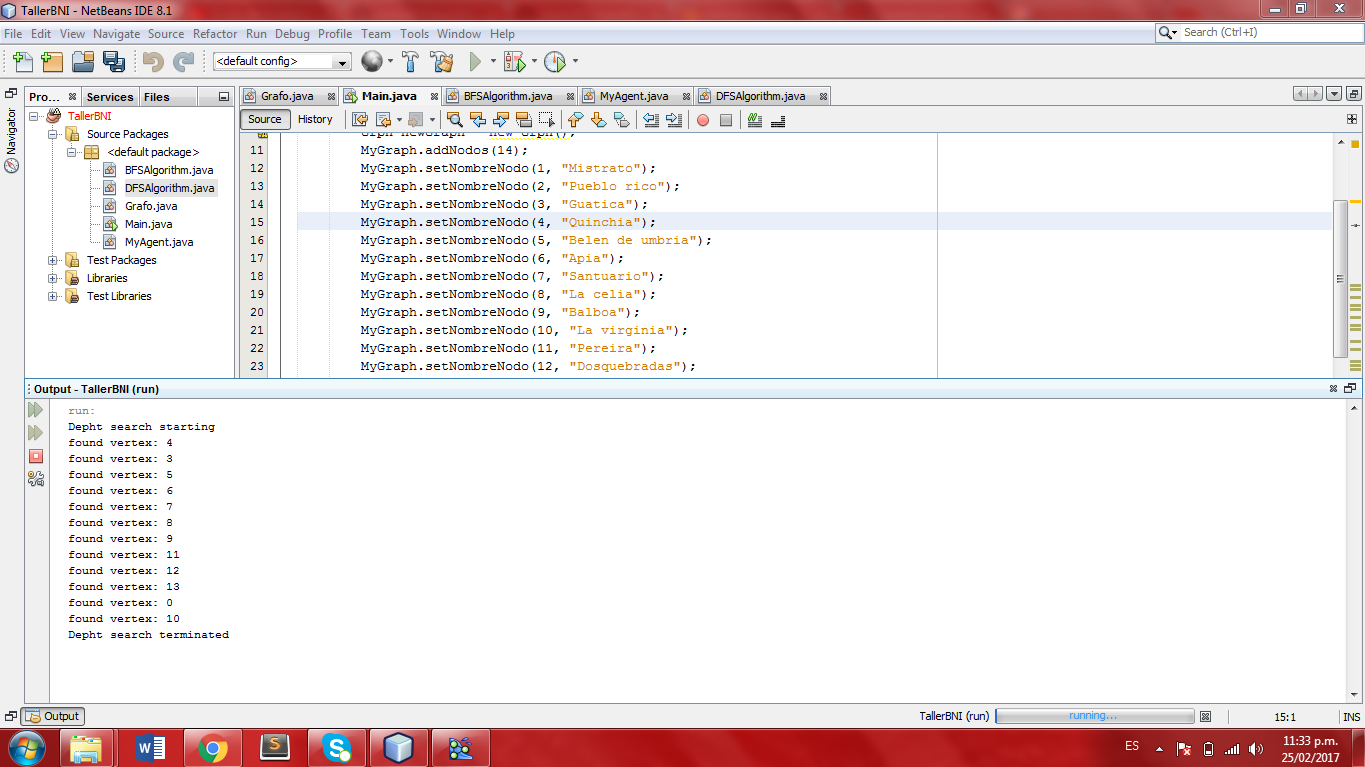 TallerBNI - NetBeans IDE 8.1
File Edit View Navigate Source Refactor Run Debug Profile Team Tools Window Help
Search (Ctrl+I)
<default config>
Pro... Services Files
Navigator
TallerBNI
Source Packages
<default package>
BFSAlgorithm.java
DFSAlgorithm.java
Grafo.java
Main.java
MyAgent.java
Test Packages
Libraries
Test Libraries
Grafo.java Main.java BFSAlgorithm.java MyAgent.java DFSAlgorithm.java
Source History
11 MyGraph.addNodos(14);
12 MyGraph.setNombreNodo(1, "Mistrato");
13 MyGraph.setNombreNodo(2, "Pueblo rico");
14 MyGraph.setNombreNodo(3, "Guatica");
15 MyGraph.setNombreNodo(4, "Quinchia");
16 MyGraph.setNombreNodo(5, "Belen de umbria");
17 MyGraph.setNombreNodo(6, "Apia");
18 MyGraph.setNombreNodo(7, "Santuario");
19 MyGraph.setNombreNodo(8, "La celia");
20 MyGraph.setNombreNodo(9, "Balboa");
21 MyGraph.setNombreNodo(10, "La virginia");
22 MyGraph.setNombreNodo(11, "Pereira");
23 MyGraph.setNombreNodo(12, "Dosquebradas");
Output - TallerBNI (run)
run:
Depht search starting
found vertex: 4
found vertex: 3
found vertex: 5
found vertex: 6
found vertex: 7
found vertex: 8
found vertex: 9
found vertex: 11
found vertex: 12
found vertex: 13
found vertex: 0
found vertex: 10
Depht search terminated
Output
TallerBNI (run) running... 15:1 INS
ES
11:33 p.m.
25/02/2017